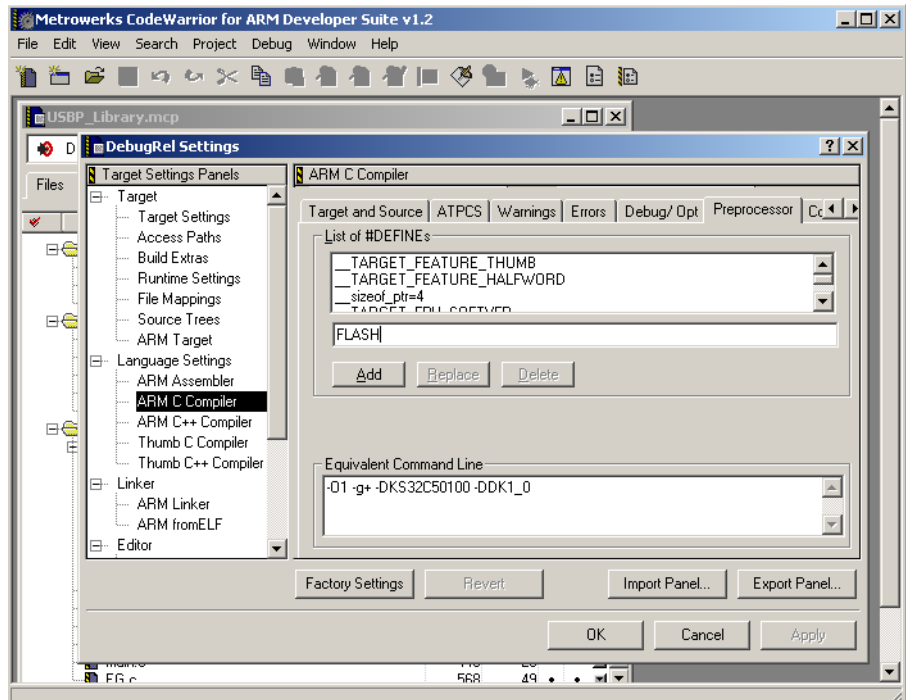 Metrowerks CodeWarrior for ARM Developer Suite v1.2
File Edit View Search Project Debug Window Help
USBP_Library.mcp
D
DebugRel Settings
Files
Target Settings Panels
Target
Target Settings
Access Paths
Build Extras
Runtime Settings
File Mappings
Source Trees
ARM Target
Language Settings
ARM Assembler
ARM C Compiler
ARM C++ Compiler
Thumb C Compiler
Thumb C++ Compiler
Linker
ARM Linker
ARM fromELF
Editor
ARM C Compiler
Target and Source ATPCS Warnings Errors Debug/ Opt Preprocessor
List of #DEFINEs
__TARGET_FEATURE_THUMB
__TARGET_FEATURE_HALFWORD
__sizeof_ptr=4
FLASH
Add Replace Delete
Equivalent Command Line
-O1 -g+ -DKS32C50100 -DDK1_0
Factory Settings Revert Import Panel... Export Panel...
OK Cancel Apply
568 49